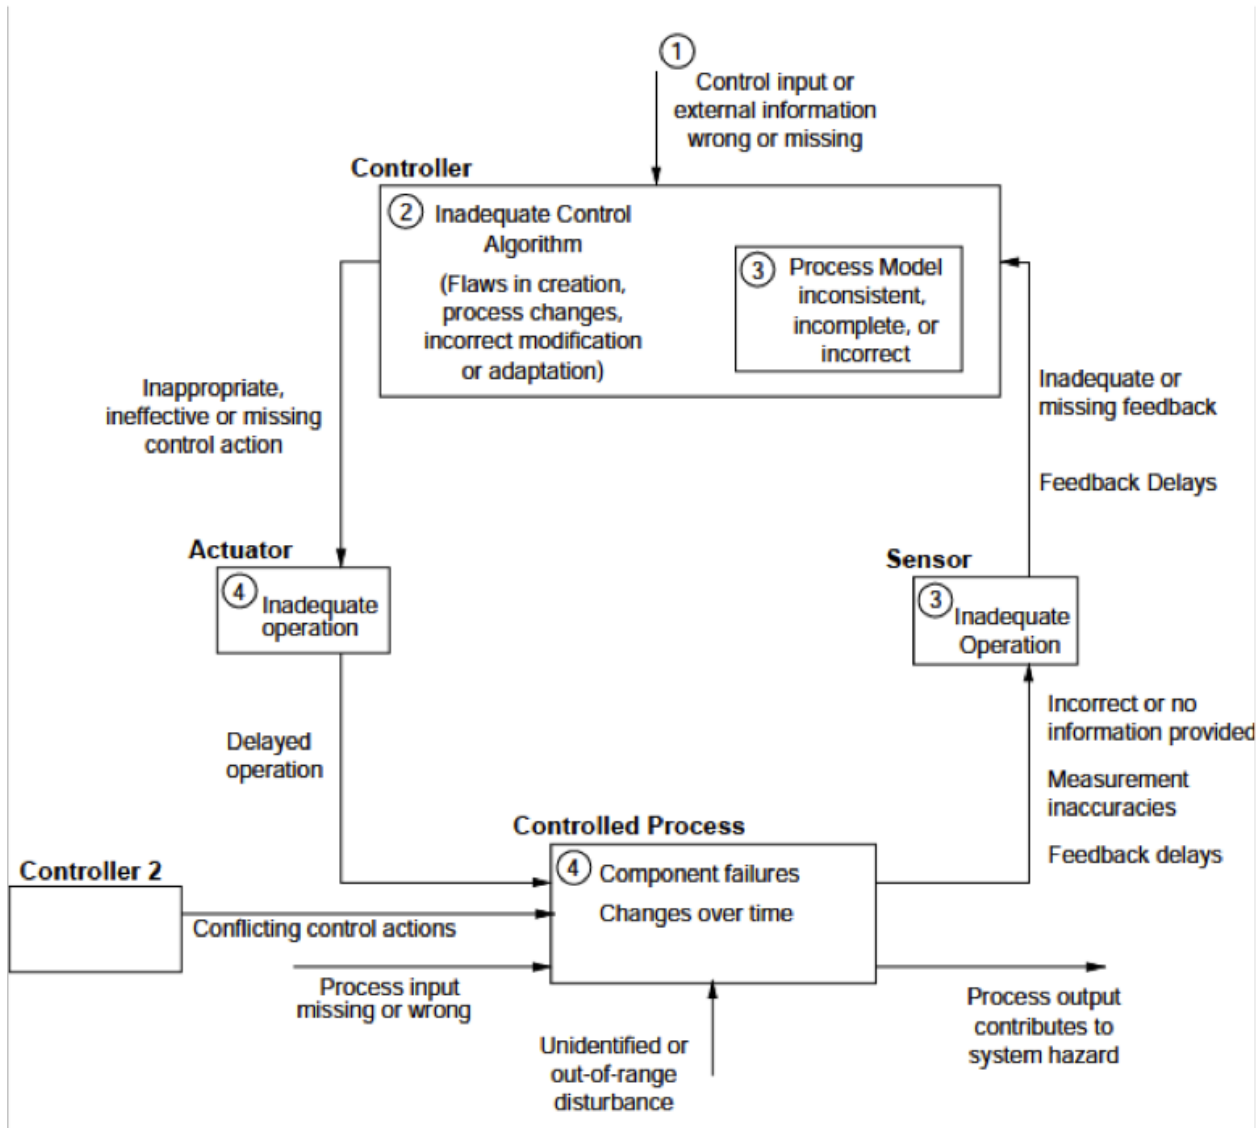 1
Control input or
external information
wrong or missing
Controller
2
Inadequate Control
Algorithm
(Flaws in creation,
process changes,
incorrect modification
or adaptation)
3
Process Model
inconsistent,
incomplete, or
incorrect
Inappropriate,
ineffective or missing
control action
Inadequate or
missing feedback
Feedback Delays
Actuator
4
Inadequate
operation
Sensor
3
Inadequate
Operation
Delayed
operation
Incorrect or no
information provided
Measurement
inaccuracies
Feedback delays
Controlled Process
4
Component failures
Changes over time
Controller 2
Conflicting control actions
Process input
missing or wrong
Unidentified or
out-of-range
disturbance
Process output
contributes to
system hazard